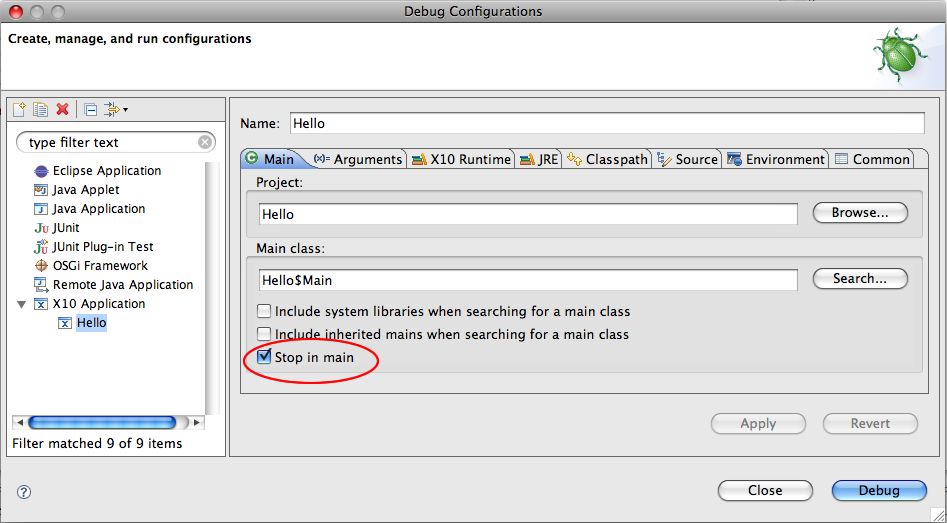 Debug Configurations
Create, manage, and run configurations
type filter text
Eclipse Application
Java Applet
Java Application
JUnit
JUnit Plug-in Test
OSGi Framework
Remote Java Application
X10 Application
Hello
Filter matched 9 of 9 items
Name: Hello
Main (x)= Arguments X10 Runtime JRE Classpath Source Environment Common
Project:
Hello Browse...
Main class:
Hello$Main Search...
Include system libraries when searching for a main class
Include inherited mains when searching for a main class
Stop in main
Apply Revert
? Close Debug